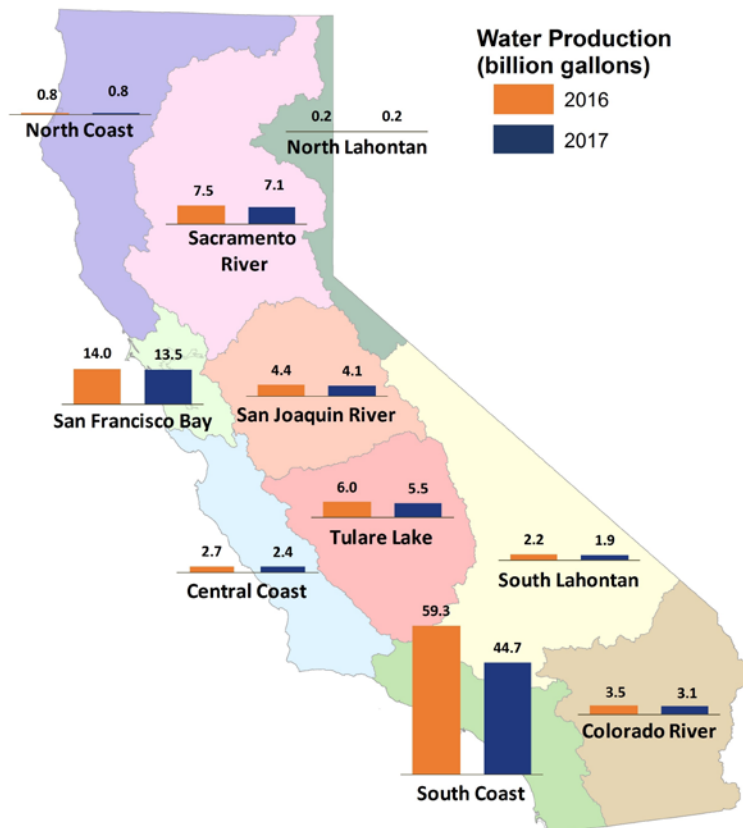 Water Production
(billion gallons)
2016
2017
0.8 0.8
North Coast
0.2 0.2
North Lahontan
7.5 7.1
Sacramento
River
14.0 13.5
San Francisco Bay
4.4 4.1
San Joaquin River
6.0 5.5
Tulare Lake
2.7 2.4
Central Coast
2.2 1.9
South Lahontan
59.3 44.7
South Coast
3.5 3.1
Colorado River